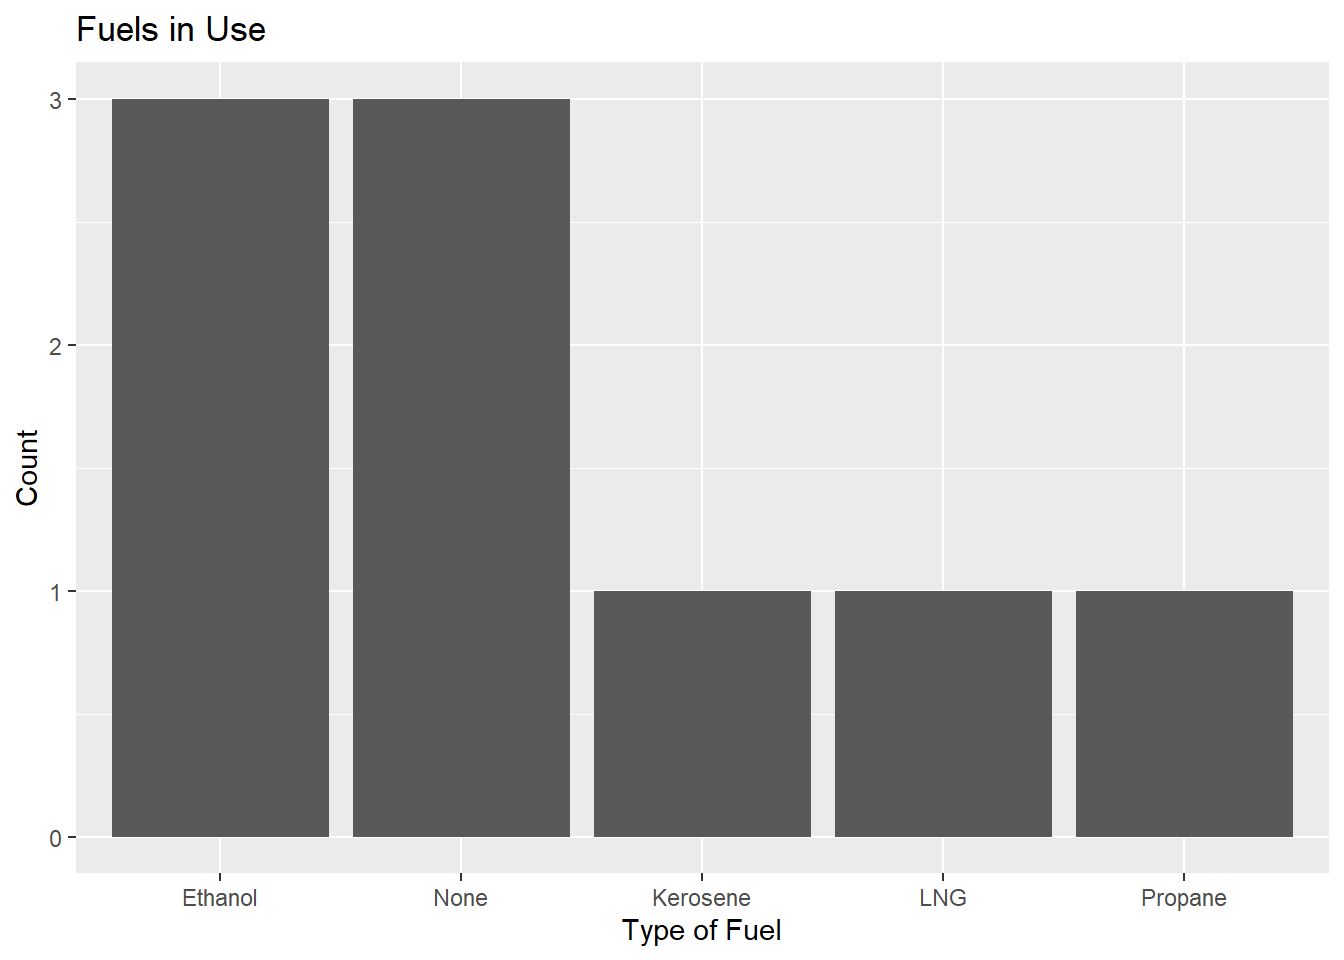 Fuels in Use
3
2
1
0
Count
Ethanol None Kerosene LNG Propane
Type of Fuel